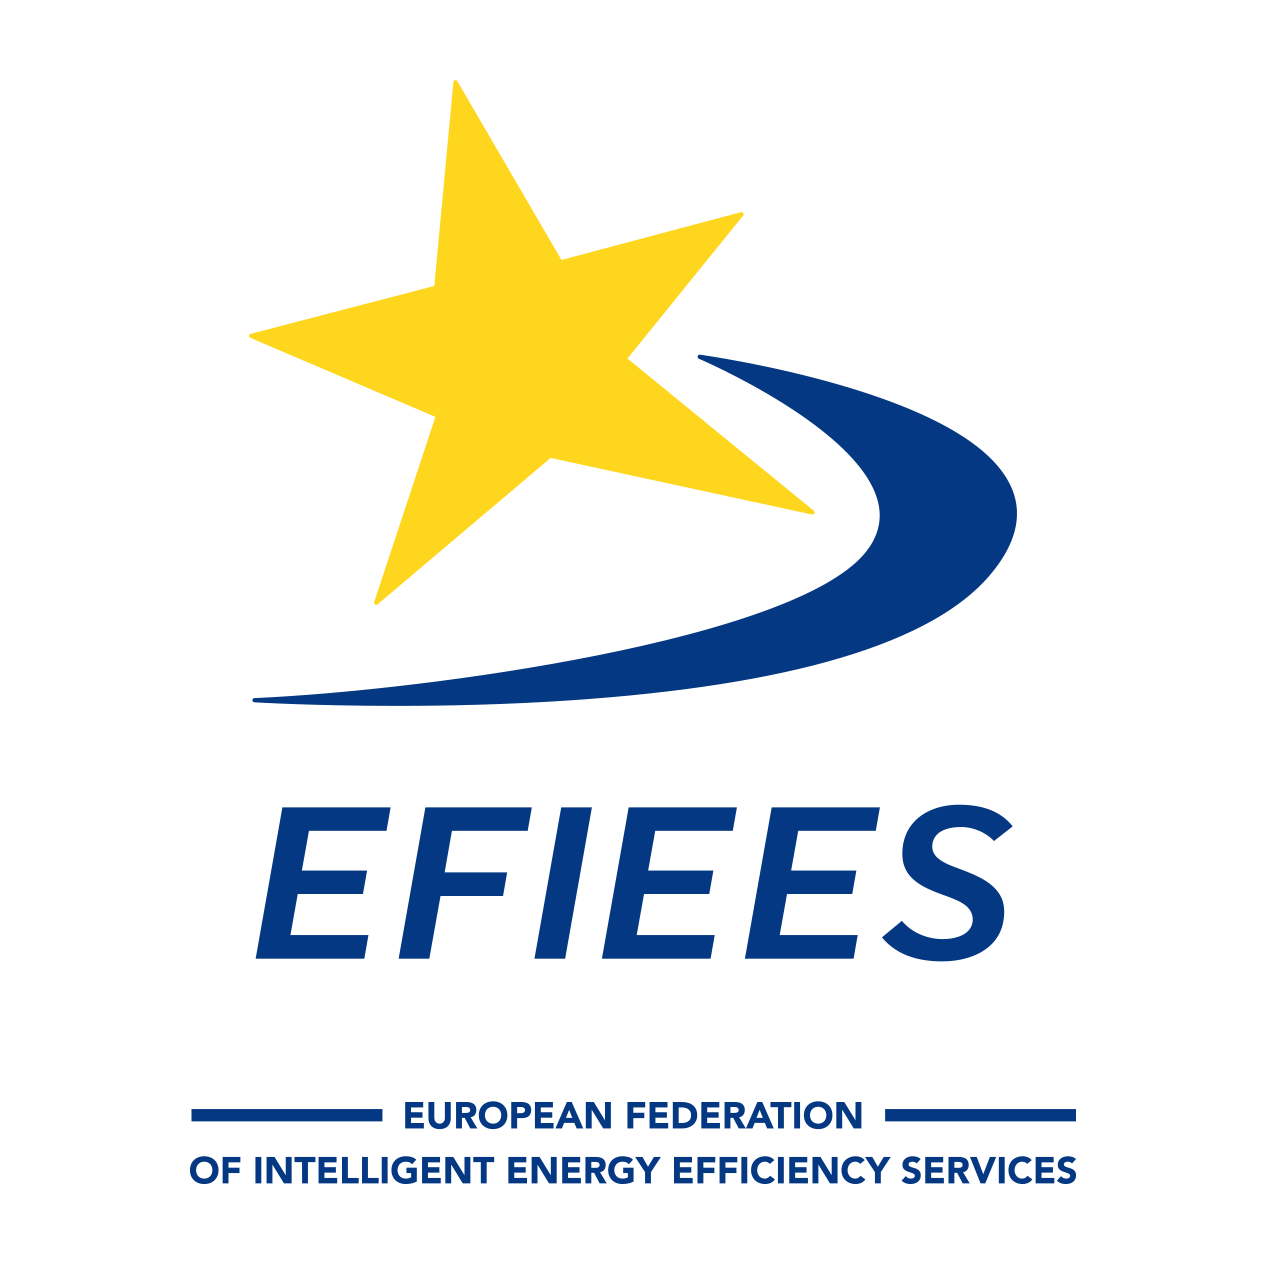 EFIEES
EUROPEAN FEDERATION
OF INTELLIGENT ENERGY EFFICIENCY SERVICES